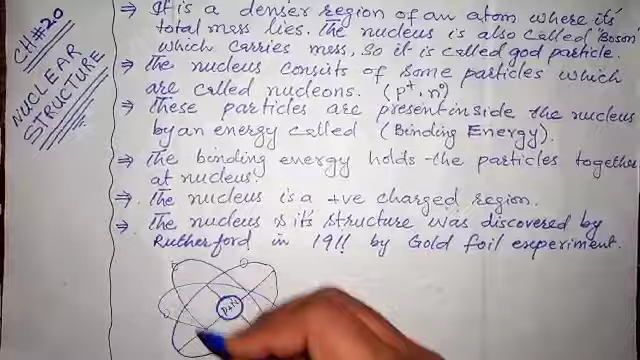 CH#20
NUCLEAR
STRUCTURE
⇒ It is a denser region of an atom where it's
total mass lies. The nucleus is also called "Boson"
which carries mass, so it is called god particle.
⇒ The nucleus consists of some particles which
are called nucleons. (p⁺, n⁰)
⇒ These particles are present inside the nucleus
by an energy called (Binding Energy).
⇒ The binding energy holds the particles together
at nucleus.
⇒ The nucleus is a +ve charged region.
⇒ The nucleus & it's structure was discovered by
Rutherford in 1911 by Gold foil experiment.
P+N